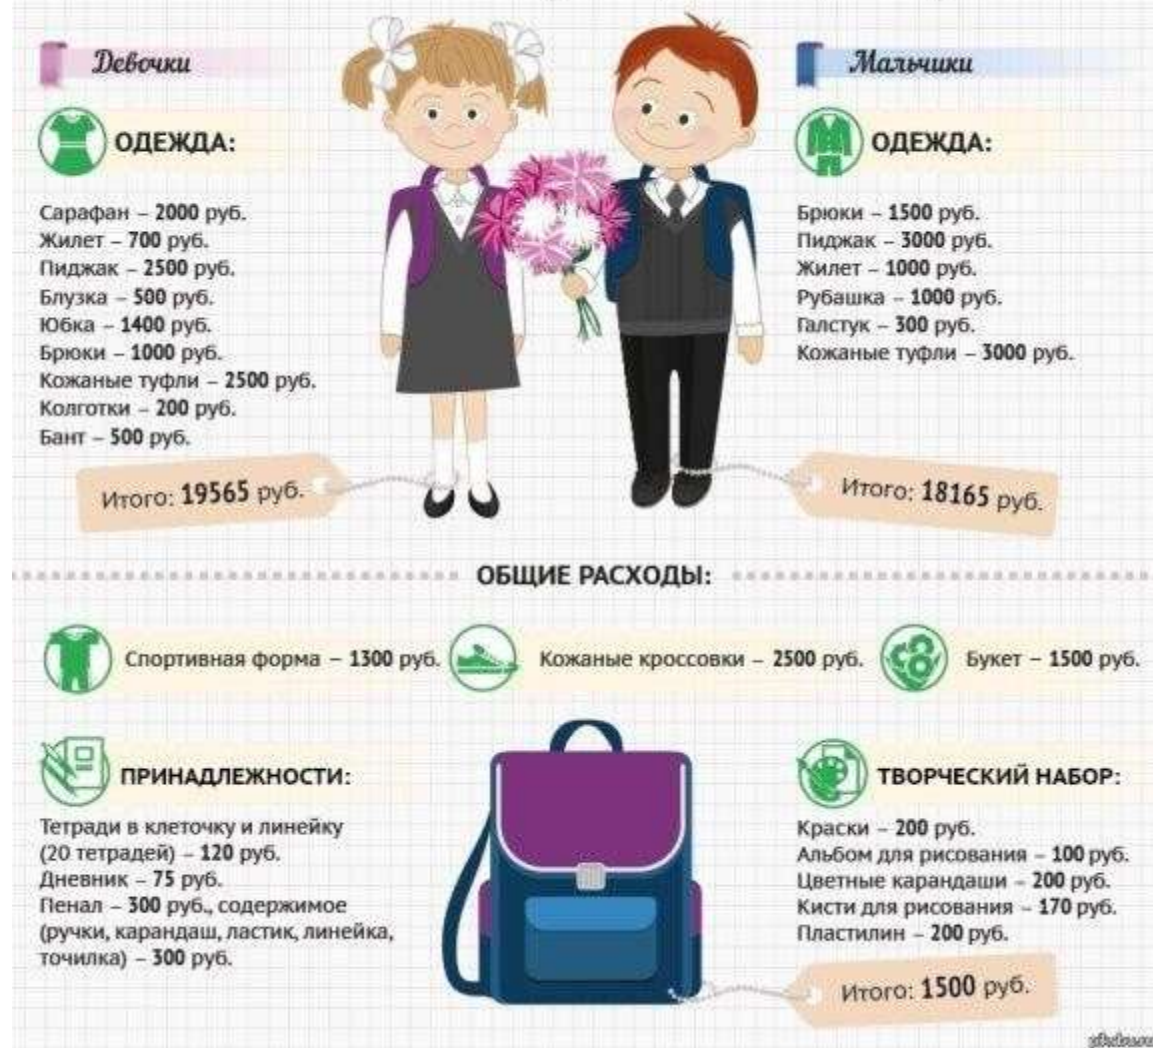 Девочки
ОДЕЖДА:
Сарафан – 2000 руб.
Жилет – 700 руб.
Пиджак – 2500 руб.
Блузка – 500 руб.
Юбка – 1400 руб.
Брюки – 1000 руб.
Кожаные туфли – 2500 руб.
Колготки – 200 руб.
Бант – 500 руб.
Итого: 19565 руб.
Мальчики
ОДЕЖДА:
Брюки – 1500 руб.
Пиджак – 3000 руб.
Жилет – 1000 руб.
Рубашка – 1000 руб.
Галстук – 300 руб.
Кожаные туфли – 3000 руб.
Итого: 18165 руб.
ОБЩИЕ РАСХОДЫ:
Спортивная форма – 1300 руб.
Кожаные кроссовки – 2500 руб.
Букет – 1500 руб.
ПРИНАДЛЕЖНОСТИ:
Тетради в клеточку и линейку
(20 тетрадей) – 120 руб.
Дневник – 75 руб.
Пенал – 300 руб., содержимое
(ручки, карандаш, ластик, линейка,
точилка) – 300 руб.
ТВОРЧЕСКИЙ НАБОР:
Краски – 200 руб.
Альбом для рисования – 100 руб.
Цветные карандаши – 200 руб.
Кисти для рисования – 170 руб.
Пластилин – 200 руб.
Итого: 1500 руб.